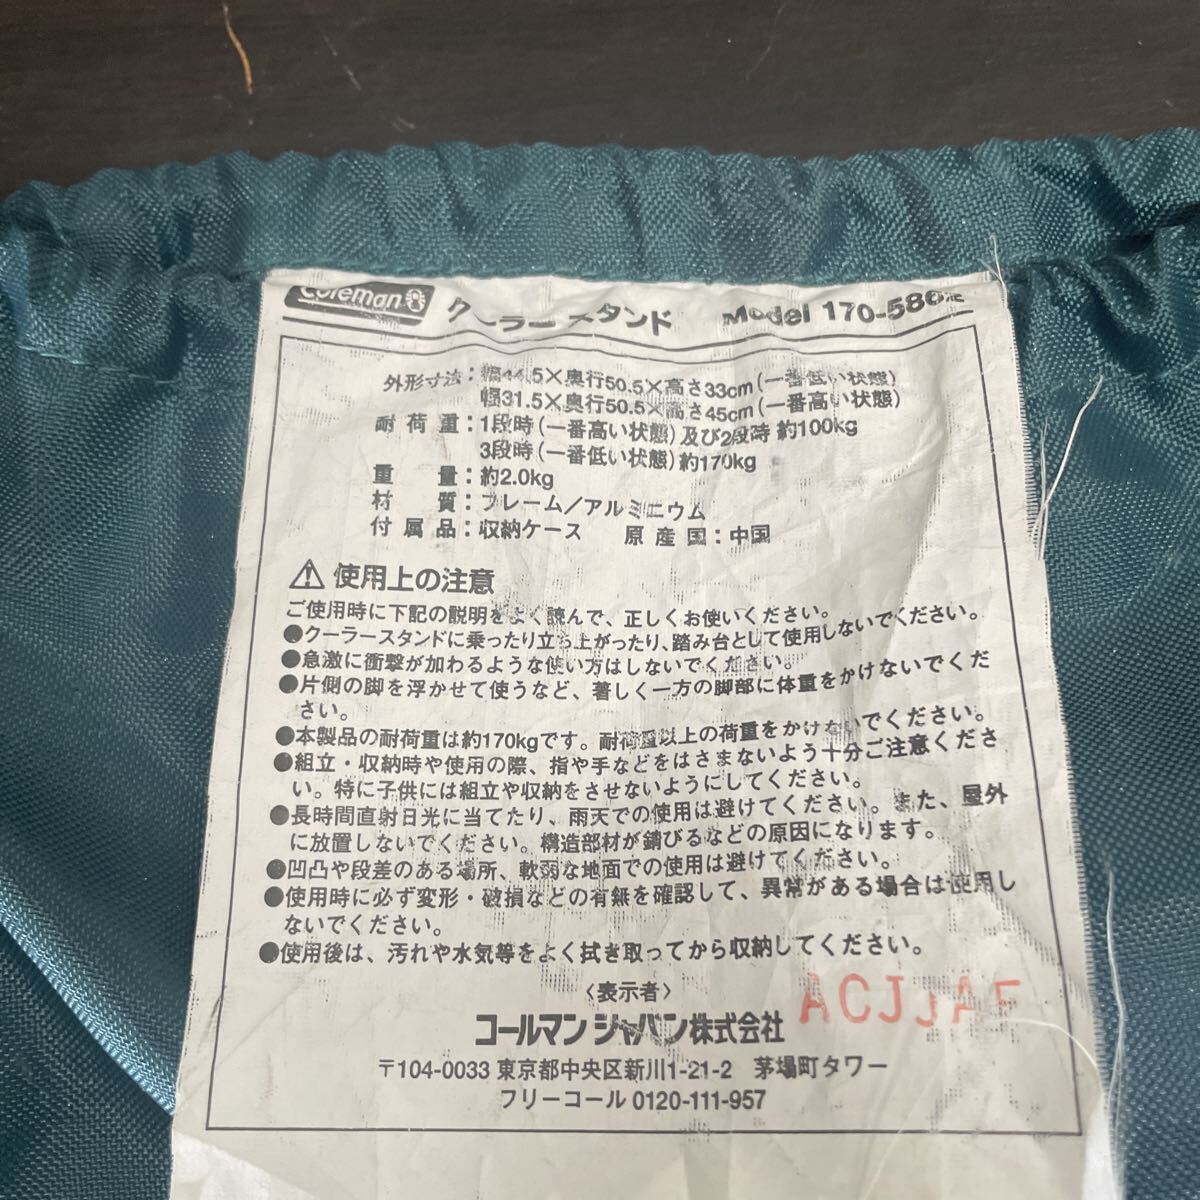 Coleman クーラースタンド Model 170-5862
外形寸法：幅44.5×奥行50.5×高さ33cm（一番低い状態）
幅31.5×奥行50.5×高さ45cm（一番高い状態）
耐荷重：1段時（一番高い状態）及び2段時 約100kg
3段時（一番低い状態）約170kg
重量：約2.0kg
材質：フレーム／アルミニウム
付属品：収納ケース 原産国：中国
⚠ 使用上の注意
ご使用時に下記の説明をよく読んで、正しくお使いください。
●クーラースタンドに乗ったり立ち上がったり、踏み台として使用しないでください。
●急激に衝撃が加わるような使い方はしないでください。
●片側の脚を浮かせて使うなど、著しく一方の脚部に体重をかけないでくだ
さい。
●本製品の耐荷重は約170kgです。耐荷重以上の荷重をかけないでください。
●組立・収納時や使用の際、指や手などをはさまないよう十分ご注意くださ
い。特に子供には組立や収納をさせないようにしてください。
●長時間直射日光に当てたり、雨天での使用は避けてください。また、屋外
に放置しないでください。構造部材が錆びるなどの原因になります。
●凹凸や段差のある場所、軟弱な地面での使用は避けてください。
●使用時に必ず変形・破損などの有無を確認して、異常がある場合は使用し
ないでください。
●使用後は、汚れや水気等をよく拭き取ってから収納してください。
〈表示者〉
コールマン ジャパン株式会社
〒104-0033 東京都中央区新川1-21-2 茅場町タワー
フリーコール 0120-111-957